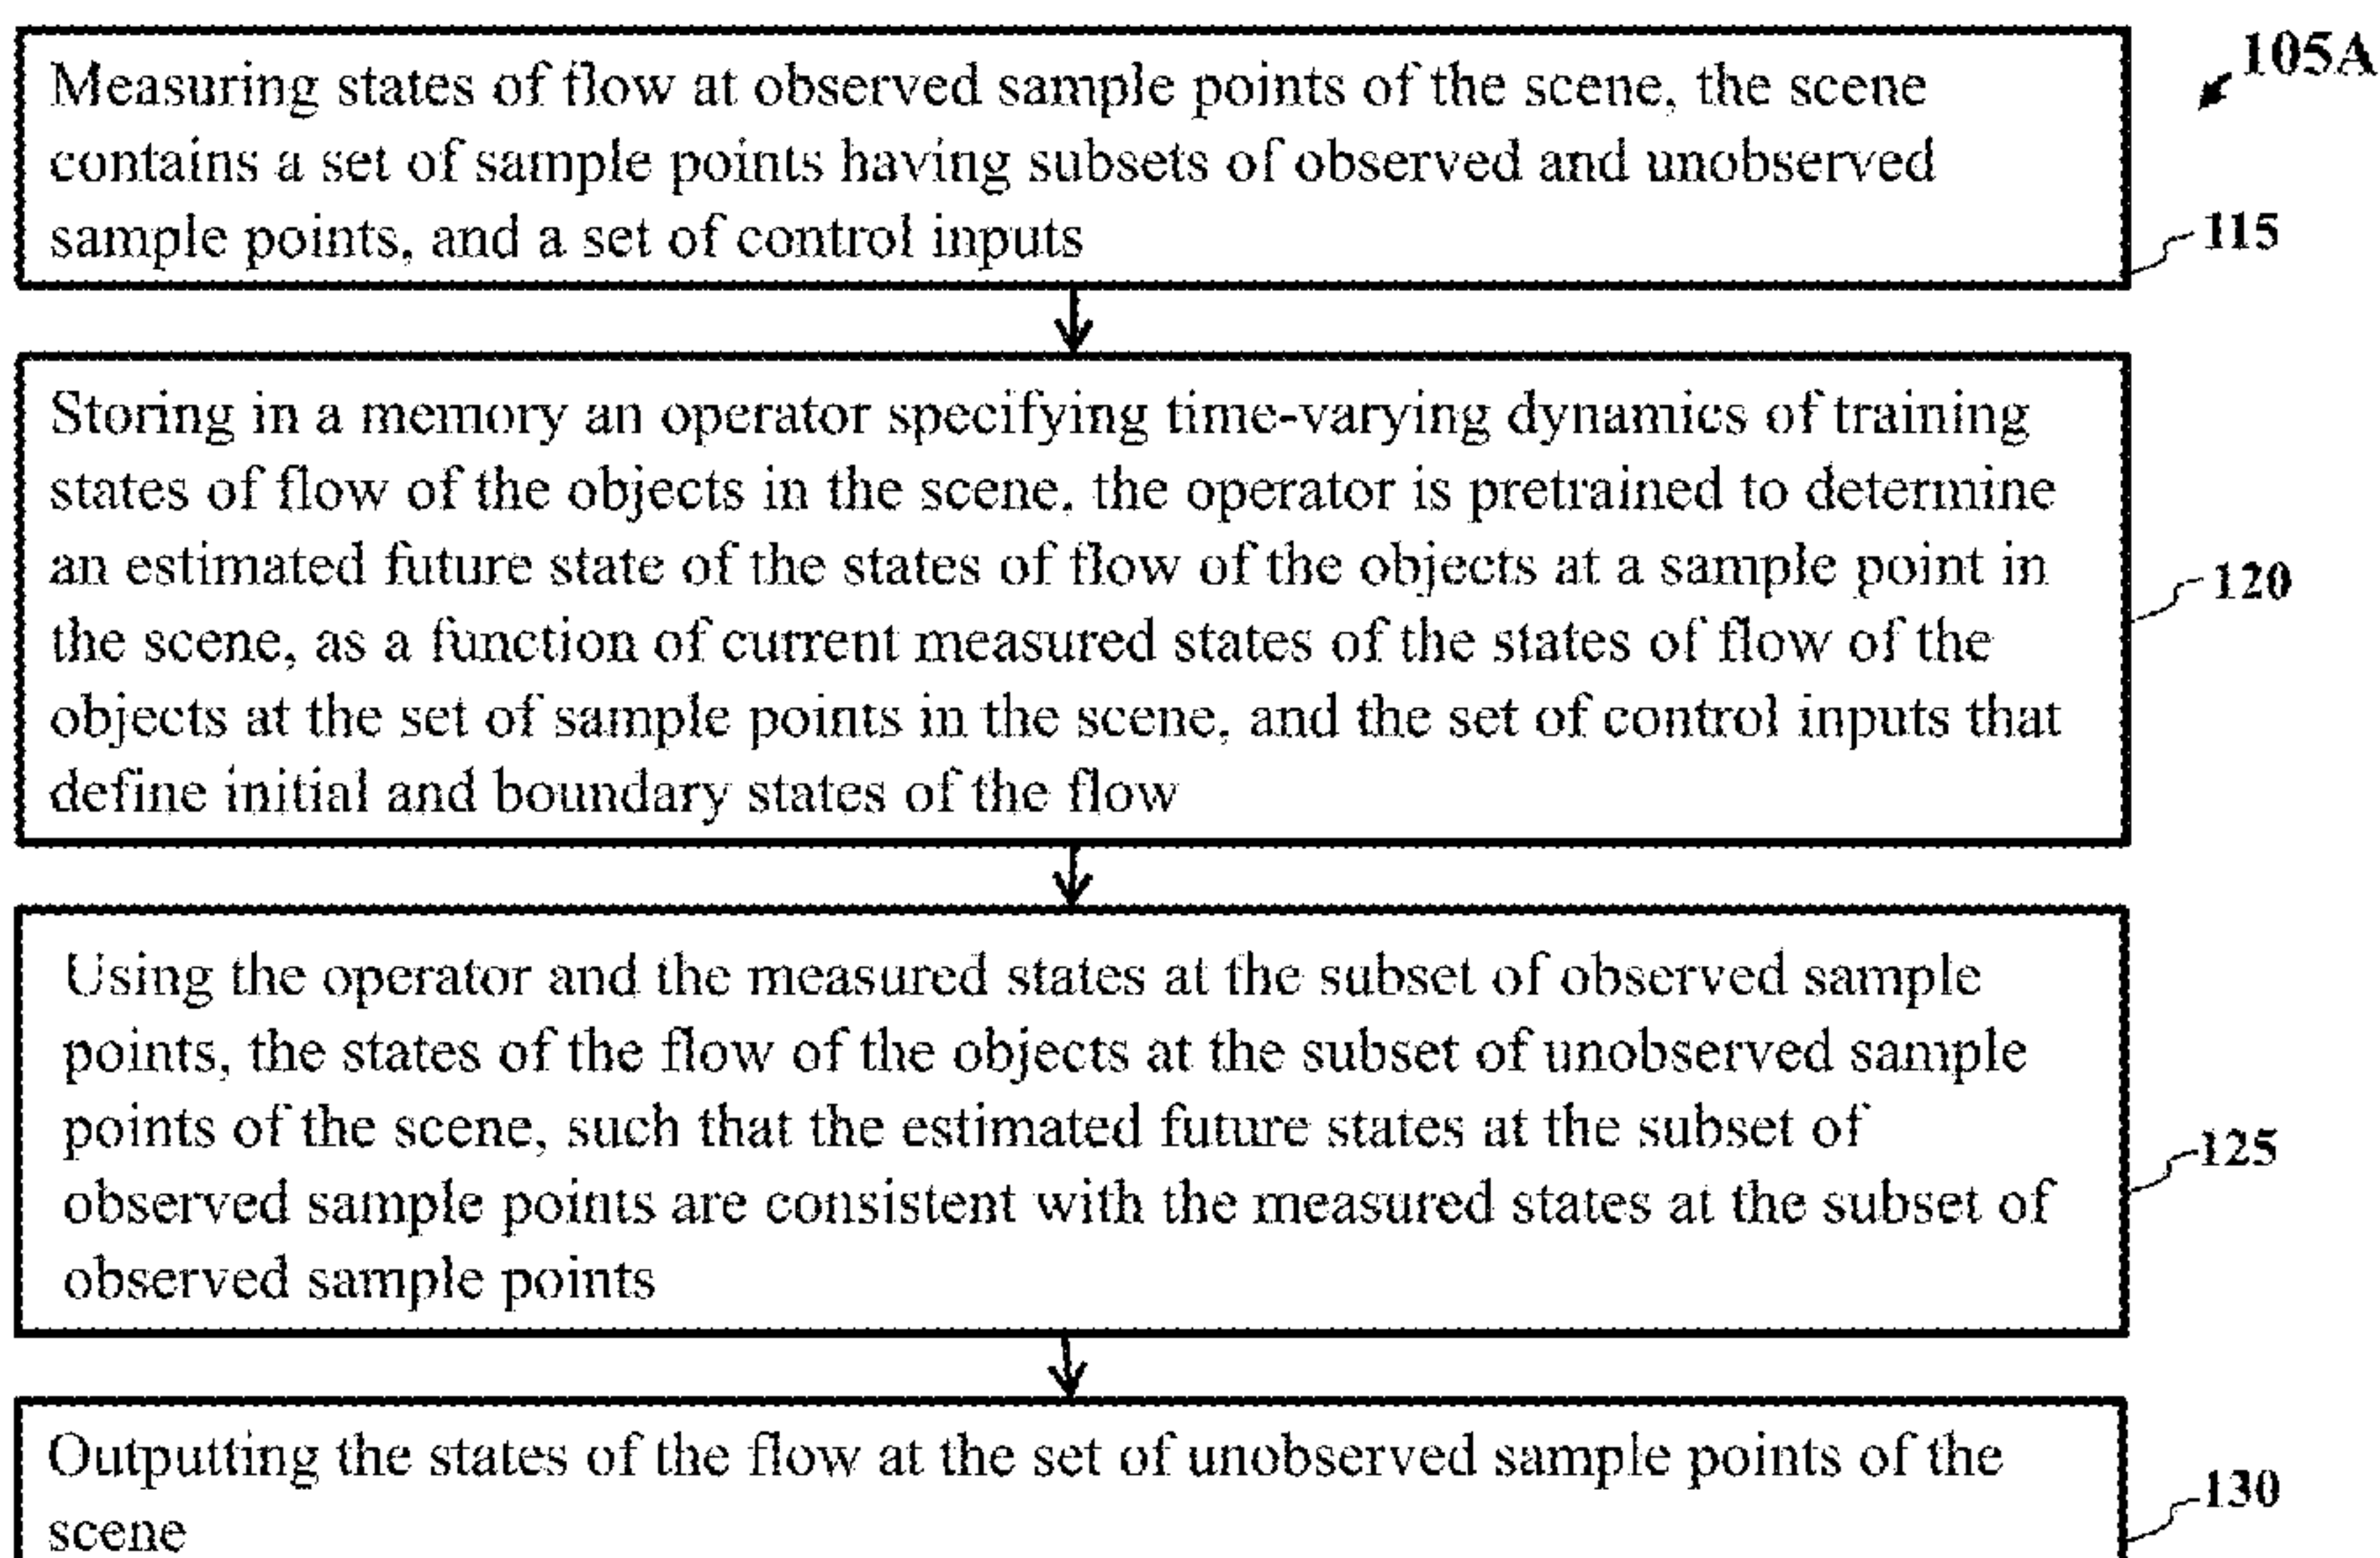 105A
Measuring states of flow at observed sample points of the scene, the scene
contains a set of sample points having subsets of observed and unobserved
sample points, and a set of control inputs
115
Storing in a memory an operator specifying time-varying dynamics of training
states of flow of the objects in the scene, the operator is pretrained to determine
an estimated future state of the states of flow of the objects at a sample point in
the scene, as a function of current measured states of the states of flow of the
objects at the set of sample points in the scene, and the set of control inputs that
define initial and boundary states of the flow
120
Using the operator and the measured states at the subset of observed sample
points, the states of the flow of the objects at the subset of unobserved sample
points of the scene, such that the estimated future states at the subset of
observed sample points are consistent with the measured states at the subset of
observed sample points
125
Outputting the states of the flow at the set of unobserved sample points of the
scene
130